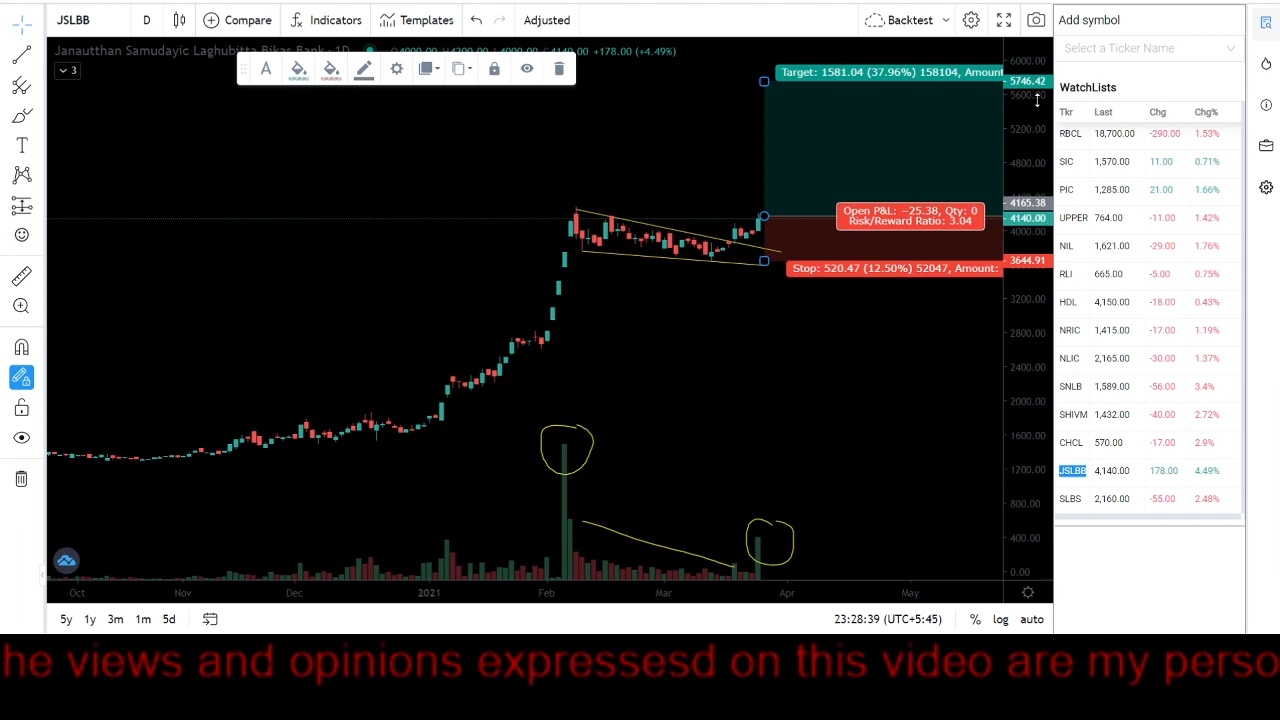 JSLBB D Compare Indicators Templates Adjusted Backtest
Add symbol
Select a Ticker Name
Janautthan Samudayic Laghubitta Bikas Bank · 1D O4000.00 H4200.00 L4000.00 C4140.00 +178.00 (+4.49%)
3
A
Target: 1581.04 (37.96%) 158104, Amount
Open P&L: −25.38, Qty: 0
Risk/Reward Ratio: 3.04
Stop: 520.47 (12.50%) 52047, Amount:
6000.00
5746.42
5600.00
5200.00
4800.00
4165.38
4140.00
4000.00
3644.91
3200.00
2800.00
2400.00
2000.00
1600.00
1200.00
800.00
400.00
0.00
Oct Nov Dec 2021 Feb Mar Apr May
5y 1y 3m 1m 5d 23:28:39 (UTC+5:45) % log auto
WatchLists
Tkr Last Chg Chg%
RBCL 18,700.00 -290.00 1.53%
SIC 1,570.00 11.00 0.71%
PIC 1,285.00 21.00 1.66%
UPPER 764.00 -11.00 1.42%
NIL 1,621.00 -29.00 1.76%
RLI 665.00 -5.00 0.75%
HDL 4,150.00 -18.00 0.43%
NRIC 1,415.00 -17.00 1.19%
NLIC 2,165.00 -30.00 1.37%
SNLB 1,589.00 -56.00 3.4%
SHIVM 1,432.00 -40.00 2.72%
CHCL 570.00 -17.00 2.9%
JSLBB 4,140.00 178.00 4.49%
SLBS 2,160.00 -55.00 2.48%
he views and opinions expressesd on this video are my perso